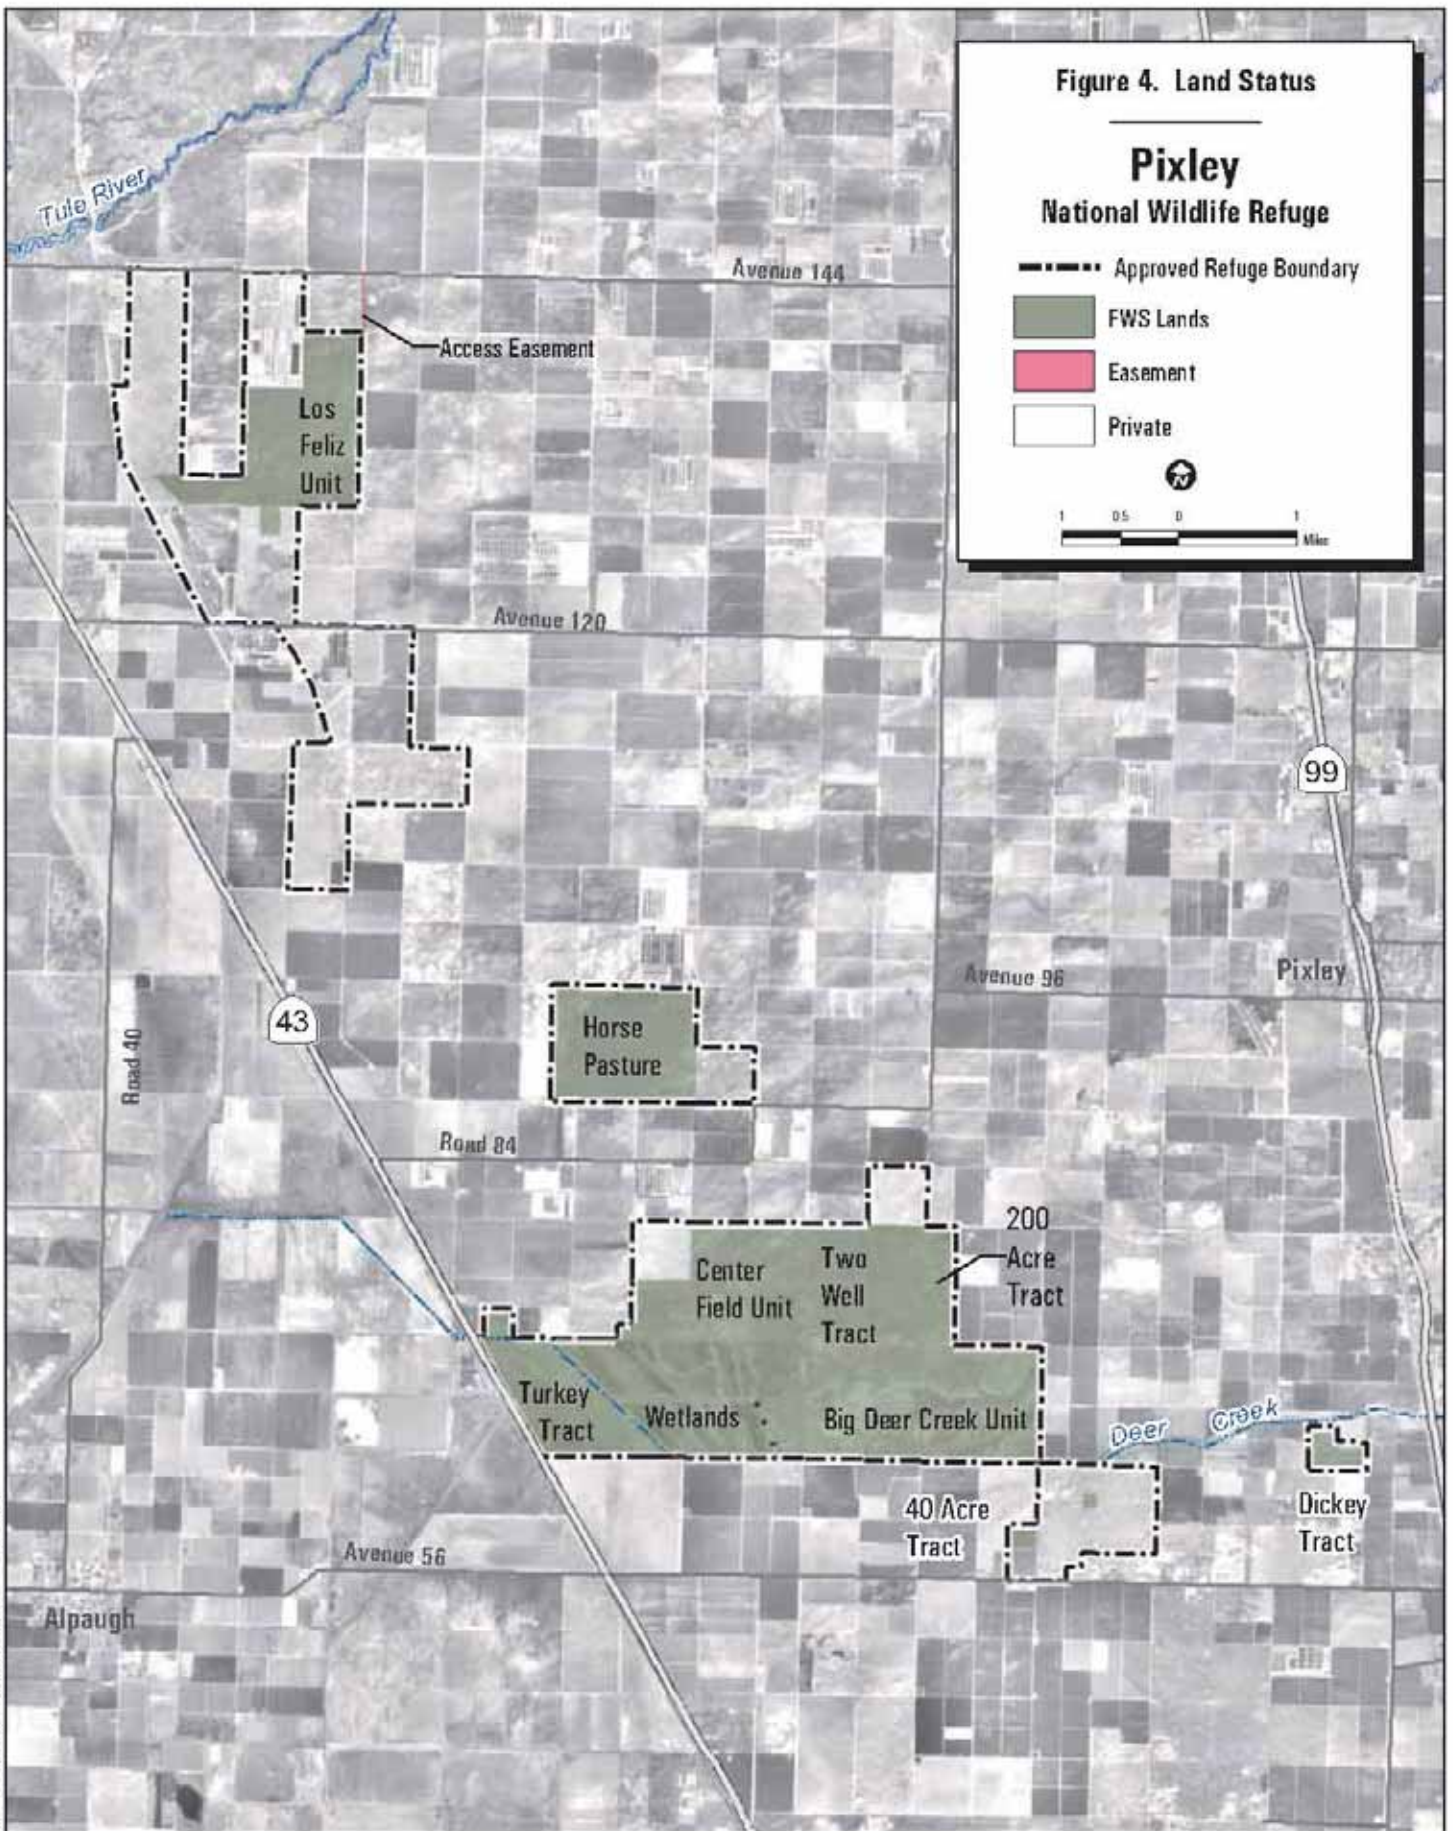 Figure 4. Land Status
Pixley
National Wildlife Refuge
Approved Refuge Boundary
FWS Lands
Easement
Private
N
1 0.5 0 1
Miles
Tule River
Avenue 144
Access Easement
Los
Feliz
Unit
Avenue 120
99
Avenue 96
Pixley
43
Road 40
Horse
Pasture
Road 84
200
Acre
Tract
Center
Field Unit
Two
Well
Tract
Turkey
Tract
Wetlands
Big Deer Creek Unit
Deer Creek
40 Acre
Tract
Dickey
Tract
Avenue 56
Alpaugh